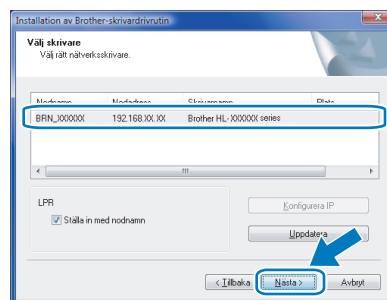 Installation av Brother-skrivardrivrutin
Välj skrivare
Välj rätt nätverksskrivare.
Nodnamn Nodadress Skrivarnamn Plats
BRN_XXXXXX 192.168.XX.XX Brother HL-XXXXXX series
LPR
Ställa in med nodnamn
Konfigurera IP
Uppdatera
< Tillbaka Nästa > Avbryt